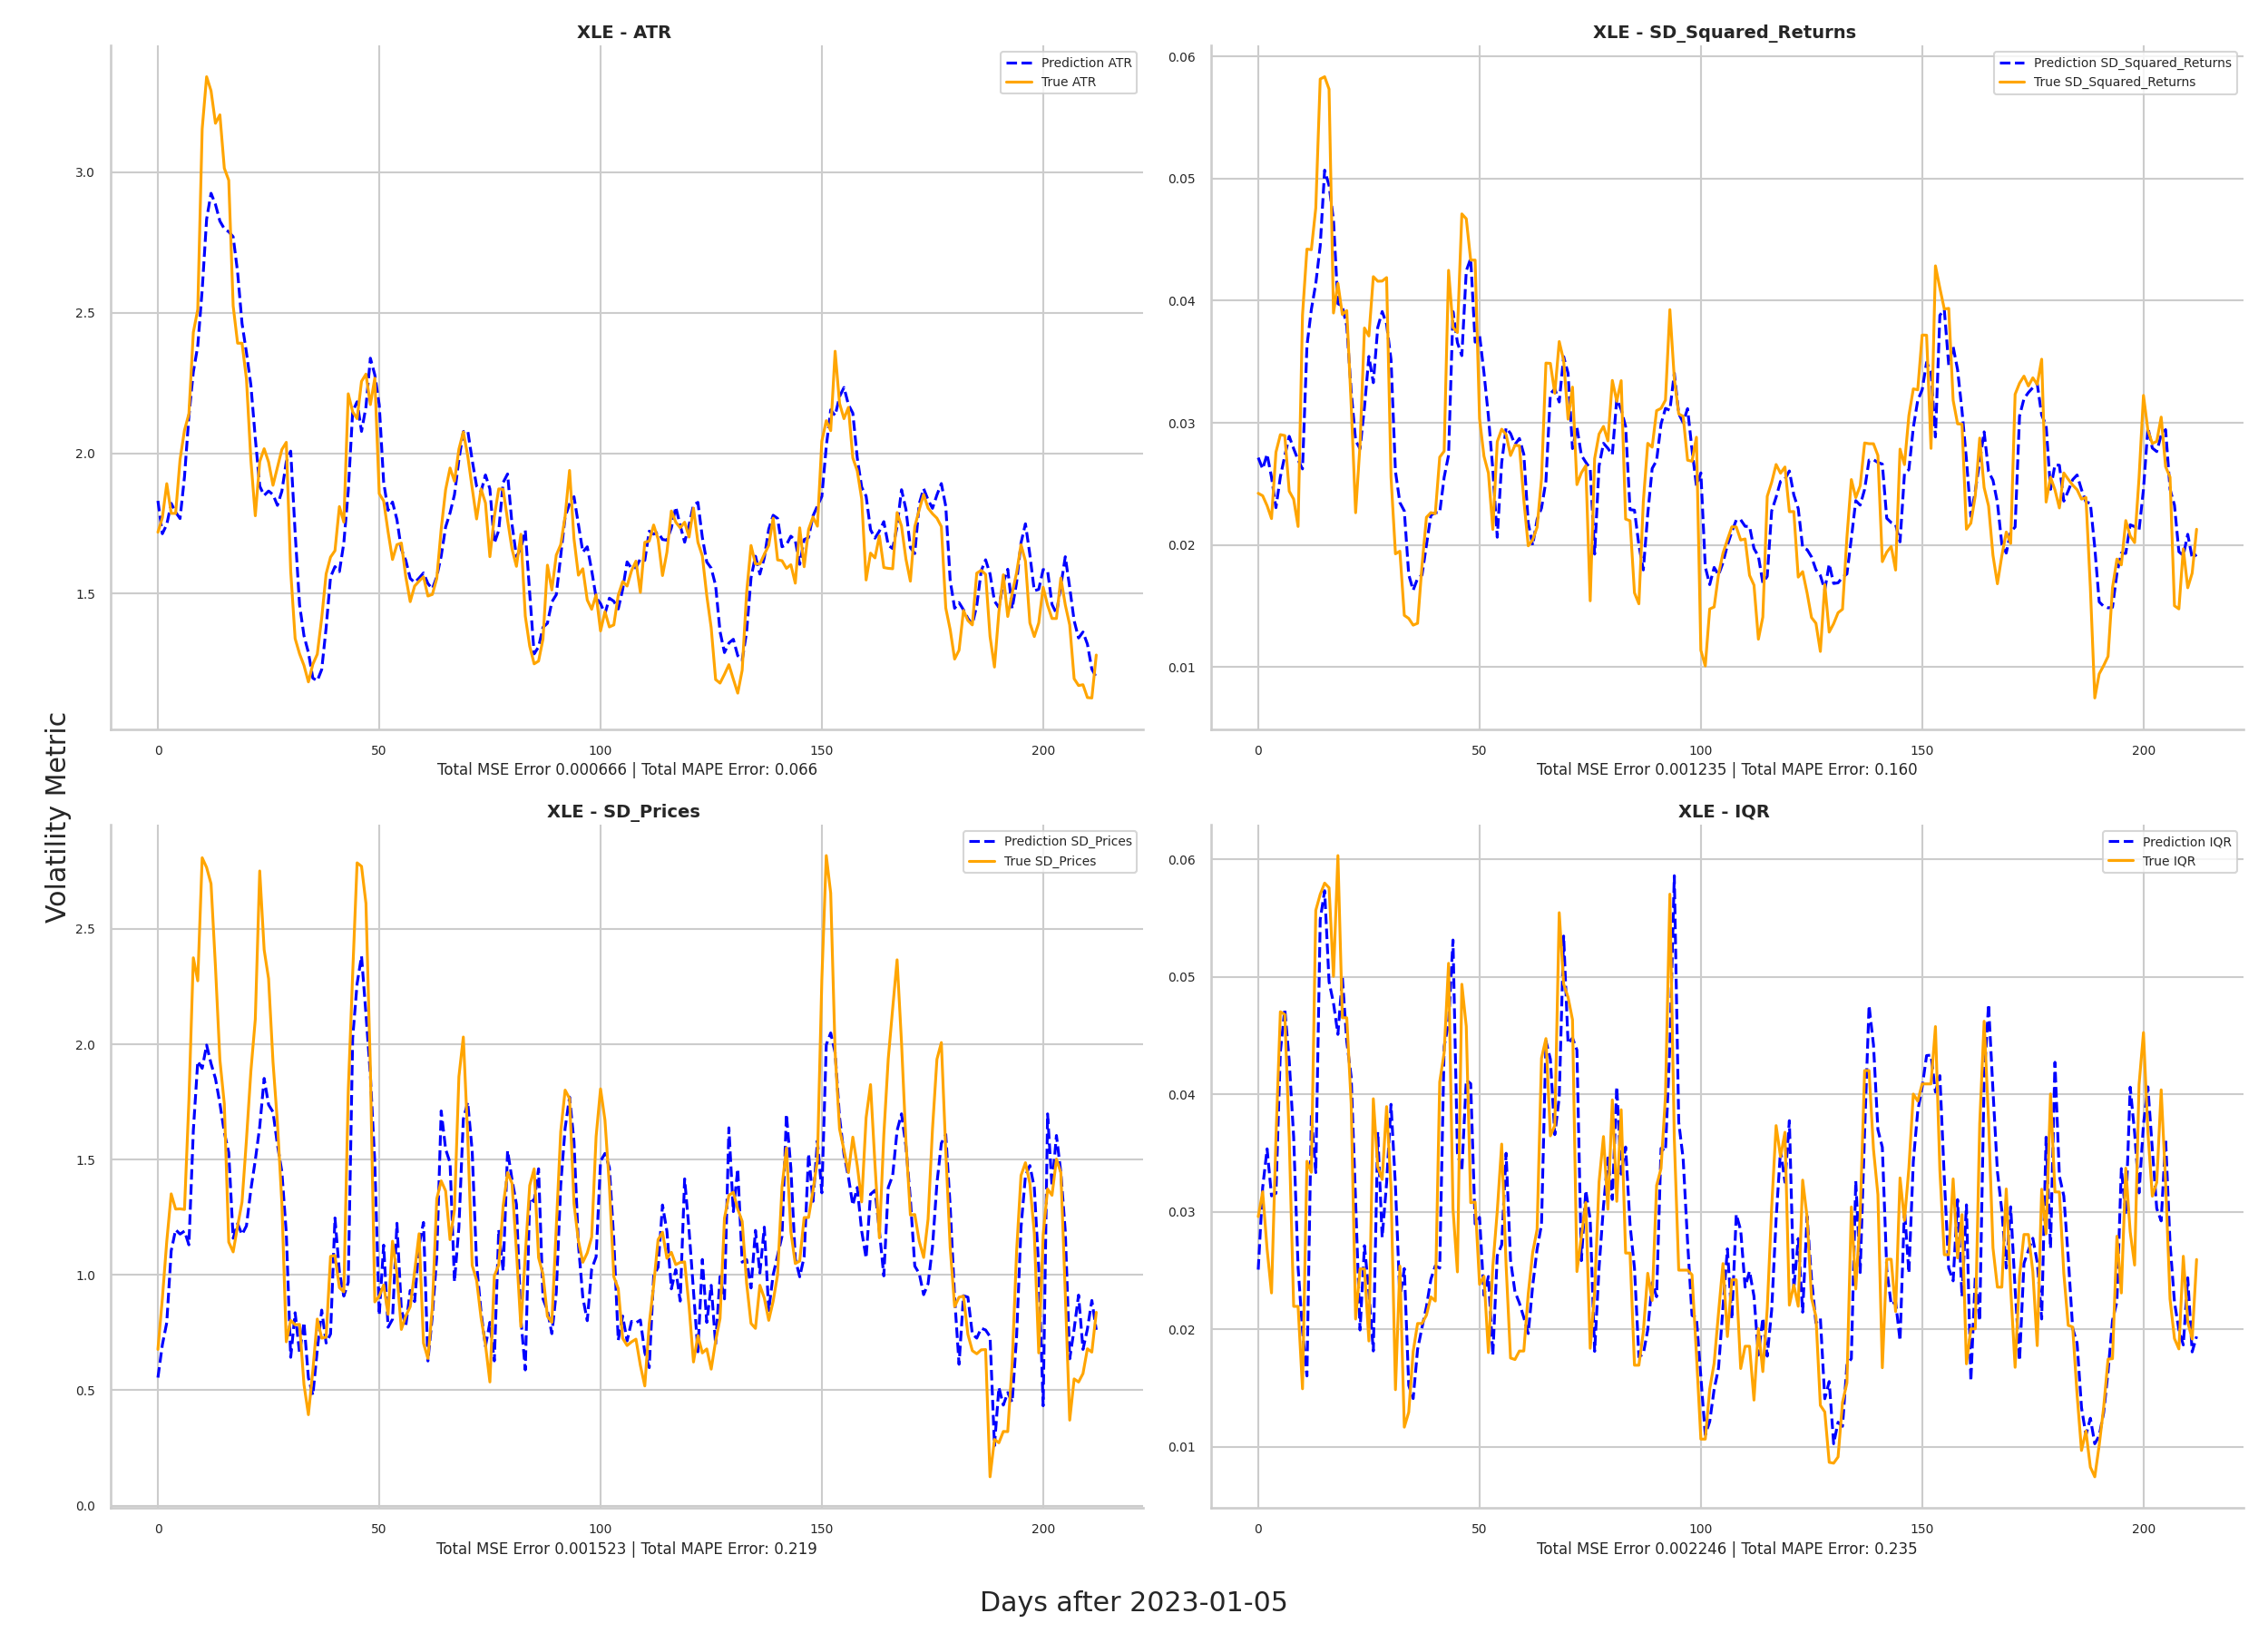 XLE - ATR
3.0
2.5
2.0
1.5
0
50
100
150
200
Prediction ATR
True ATR
Total MSE Error 0.000666 | Total MAPE Error: 0.066
XLE - SD_Squared_Returns
0.06
0.05
0.04
0.03
0.02
0.01
0
50
100
150
200
Prediction SD_Squared_Returns
True SD_Squared_Returns
Total MSE Error 0.001235 | Total MAPE Error: 0.160
Volatility Metric
XLE - SD_Prices
2.5
2.0
1.5
1.0
0.5
0.0
0
50
100
150
200
Prediction SD_Prices
True SD_Prices
Total MSE Error 0.001523 | Total MAPE Error: 0.219
XLE - IQR
0.06
0.05
0.04
0.03
0.02
0.01
0
50
100
150
200
Prediction IQR
True IQR
Total MSE Error 0.002246 | Total MAPE Error: 0.235
Days after 2023-01-05